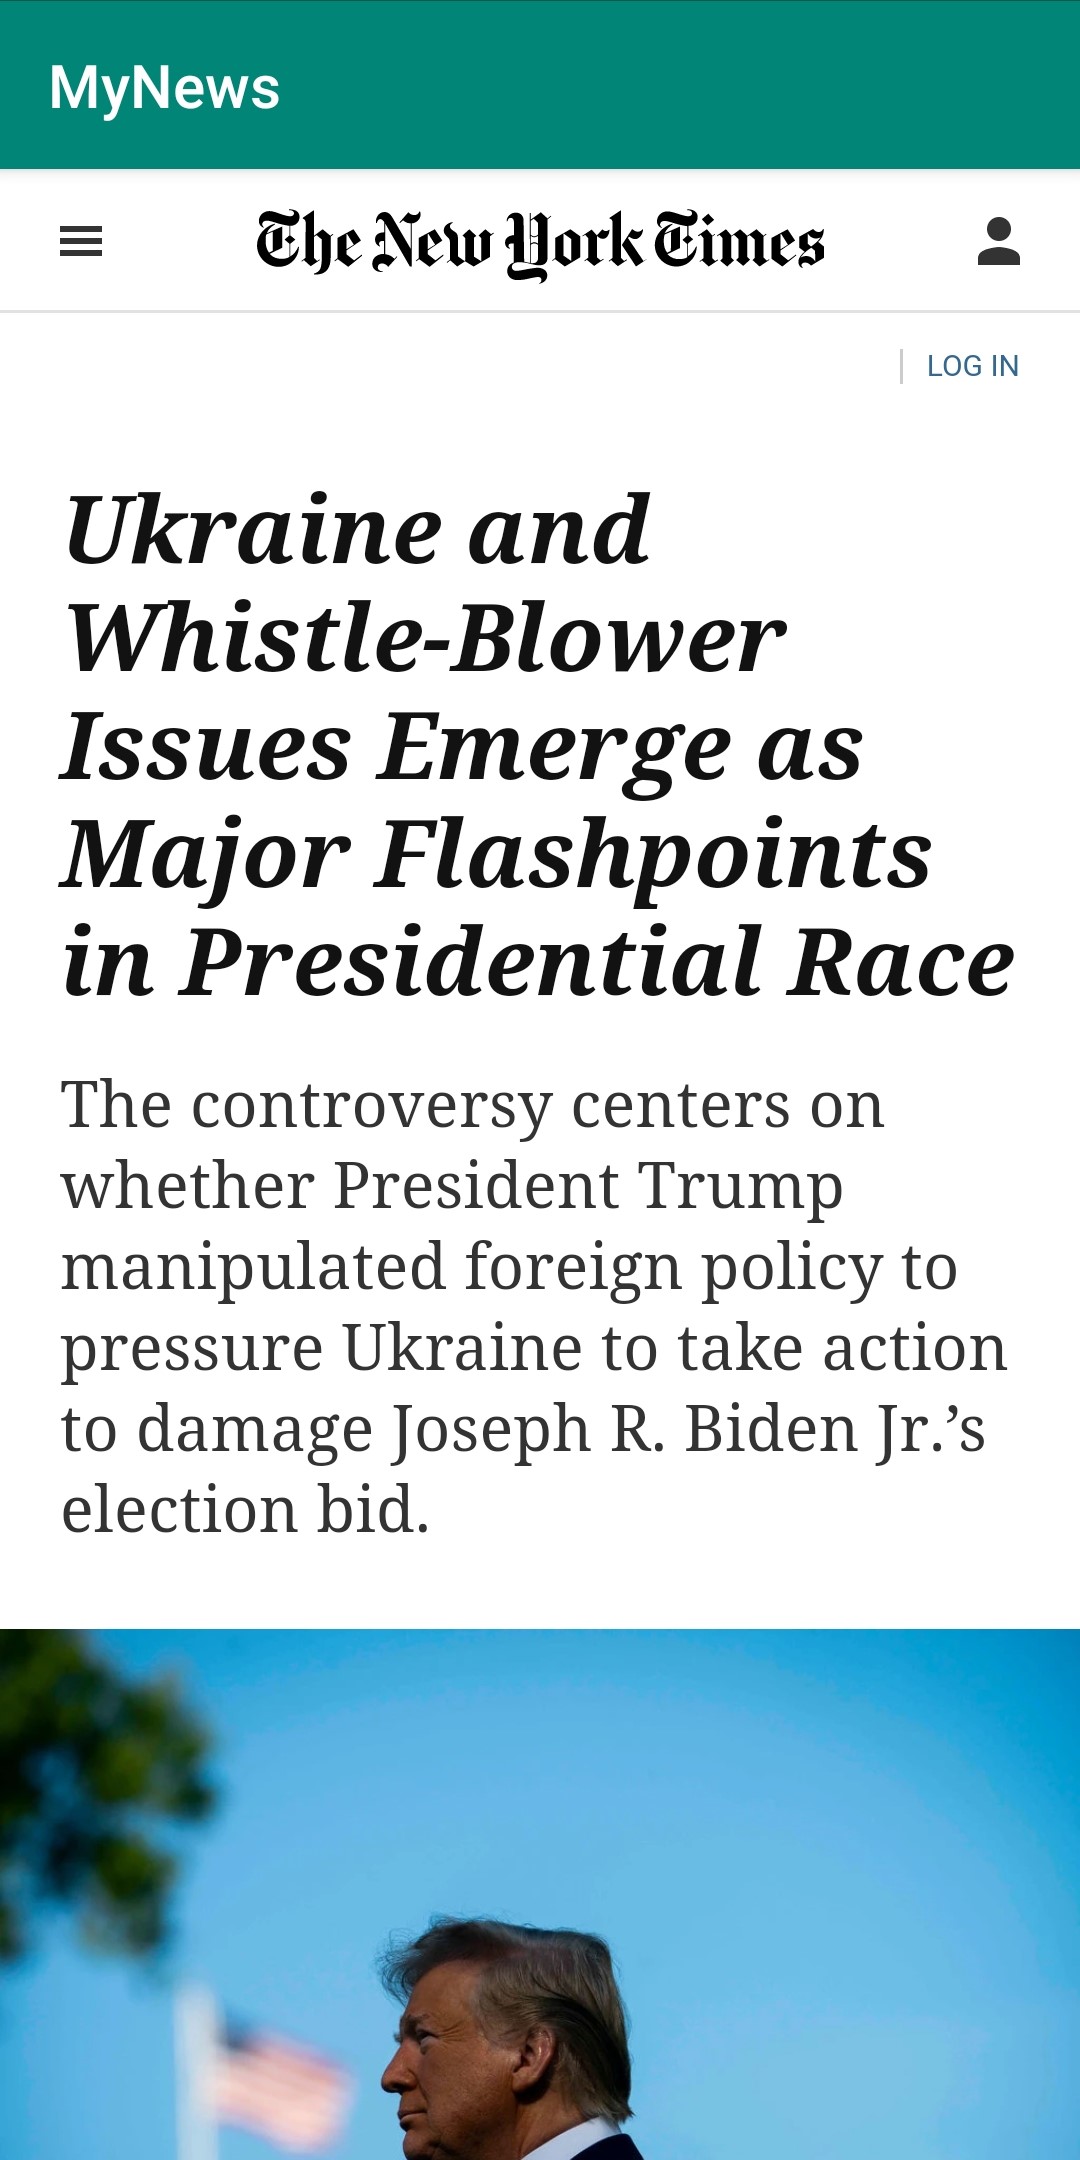 MyNews
The New York Times
LOG IN
Ukraine and
Whistle-Blower
Issues Emerge as
Major Flashpoints
in Presidential Race
The controversy centers on
whether President Trump
manipulated foreign policy to
pressure Ukraine to take action
to damage Joseph R. Biden Jr.’s
election bid.